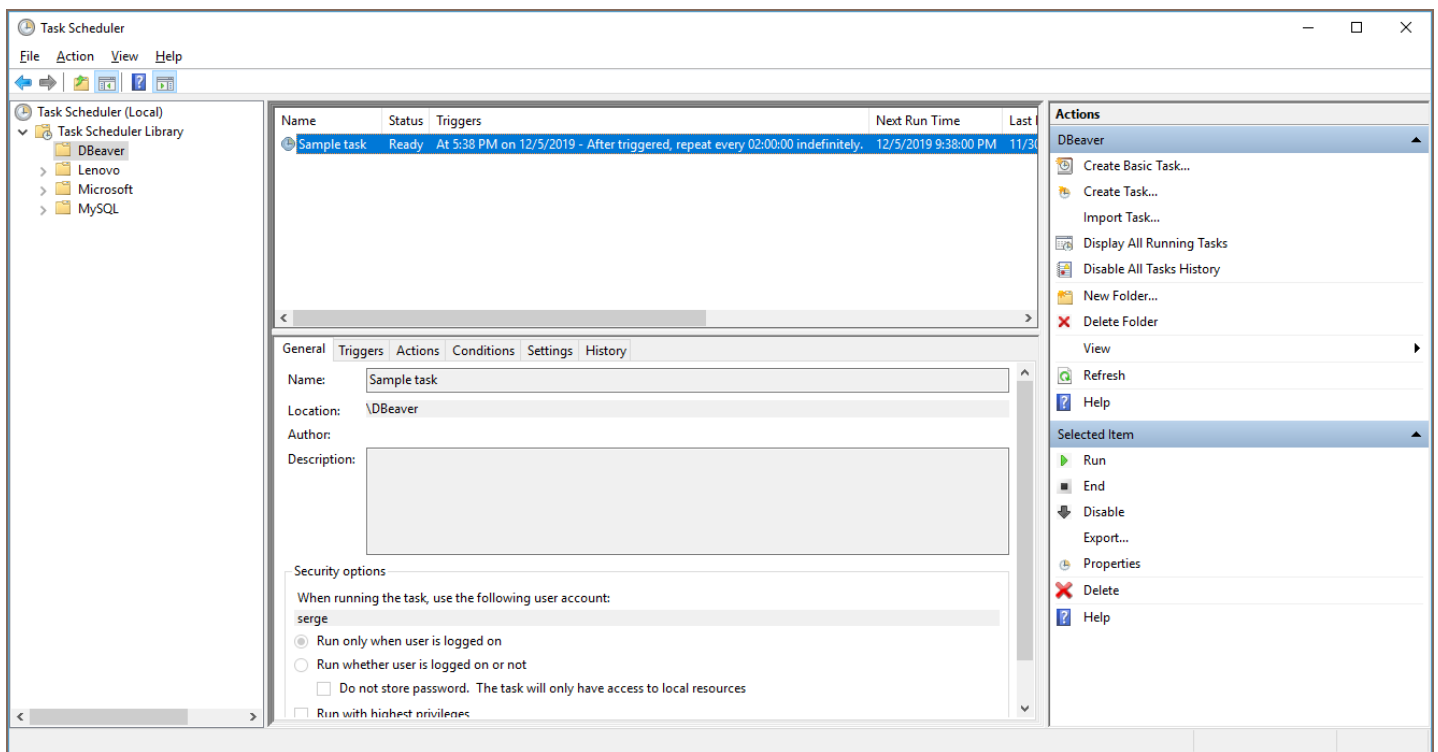 Task Scheduler
File Action View Help
Task Scheduler (Local)
Task Scheduler Library
DBeaver
Lenovo
Microsoft
MySQL
Name Status Triggers Next Run Time Last
Sample task Ready At 5:38 PM on 12/5/2019 - After triggered, repeat every 02:00:00 indefinitely. 12/5/2019 9:38:00 PM 11/30
General Triggers Actions Conditions Settings History
Name: Sample task
Location: \DBeaver
Author:
Description:
Security options
When running the task, use the following user account:
serge
Run only when user is logged on
Run whether user is logged on or not
Do not store password. The task will only have access to local resources
Run with highest privileges
Actions
DBeaver
Create Basic Task...
Create Task...
Import Task...
Display All Running Tasks
Disable All Tasks History
New Folder...
Delete Folder
View
Refresh
Help
Selected Item
Run
End
Disable
Export...
Properties
Delete
Help